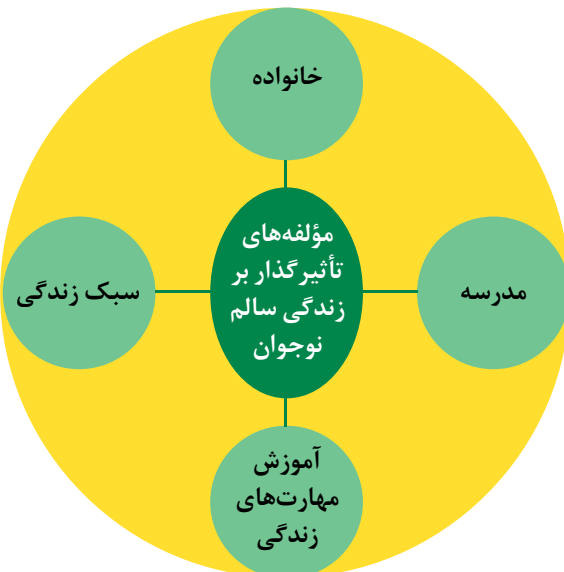 خانواده
مؤلفه‌های
تأثیرگذار بر
زندگی سالم
نوجوان
مدرسه
سبک زندگی
آموزش
مهارت‌های
زندگی